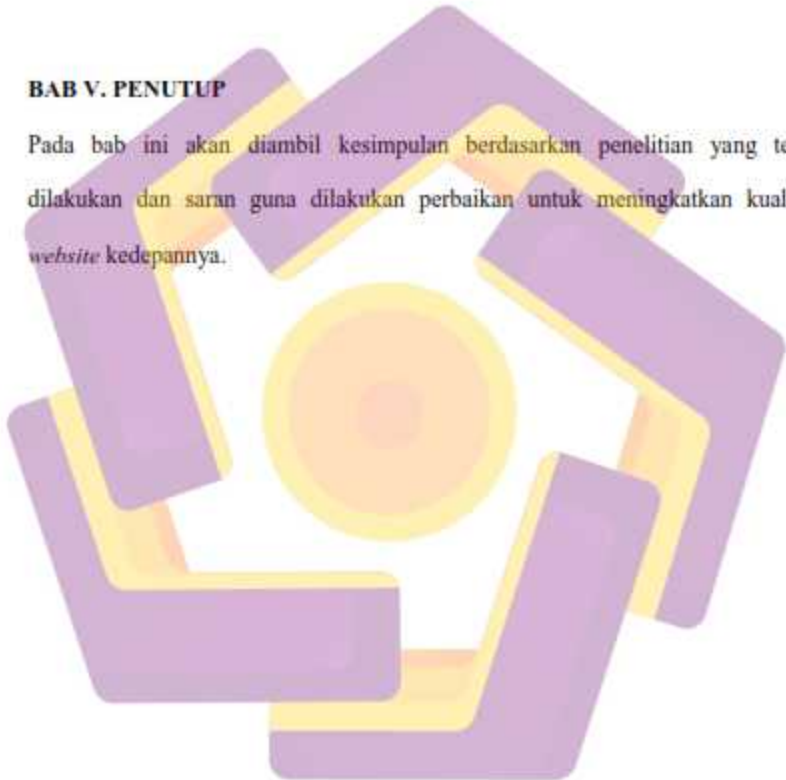 BAB V. PENUTUP
Pada bab ini akan diambil kesimpulan berdasarkan penelitian yang
dilakukan dan saran guna dilakukan perbaikan untuk meningkatkan
website kedepannya.